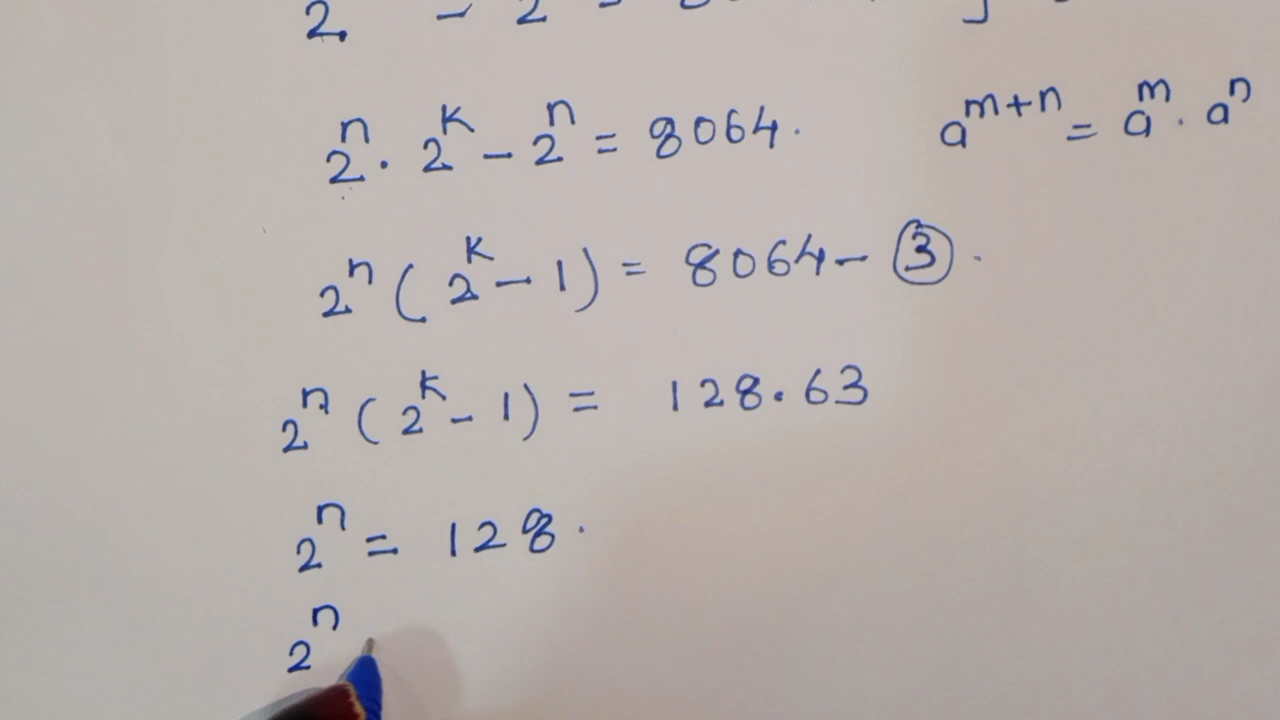 2ⁿ · 2ᵏ - 2ⁿ = 8064.
aᵐ⁺ⁿ = aᵐ · aⁿ
2ⁿ (2ᵏ - 1) = 8064 - ③.
2ⁿ (2ᵏ - 1) = 128.63
2ⁿ = 128.
2ⁿ